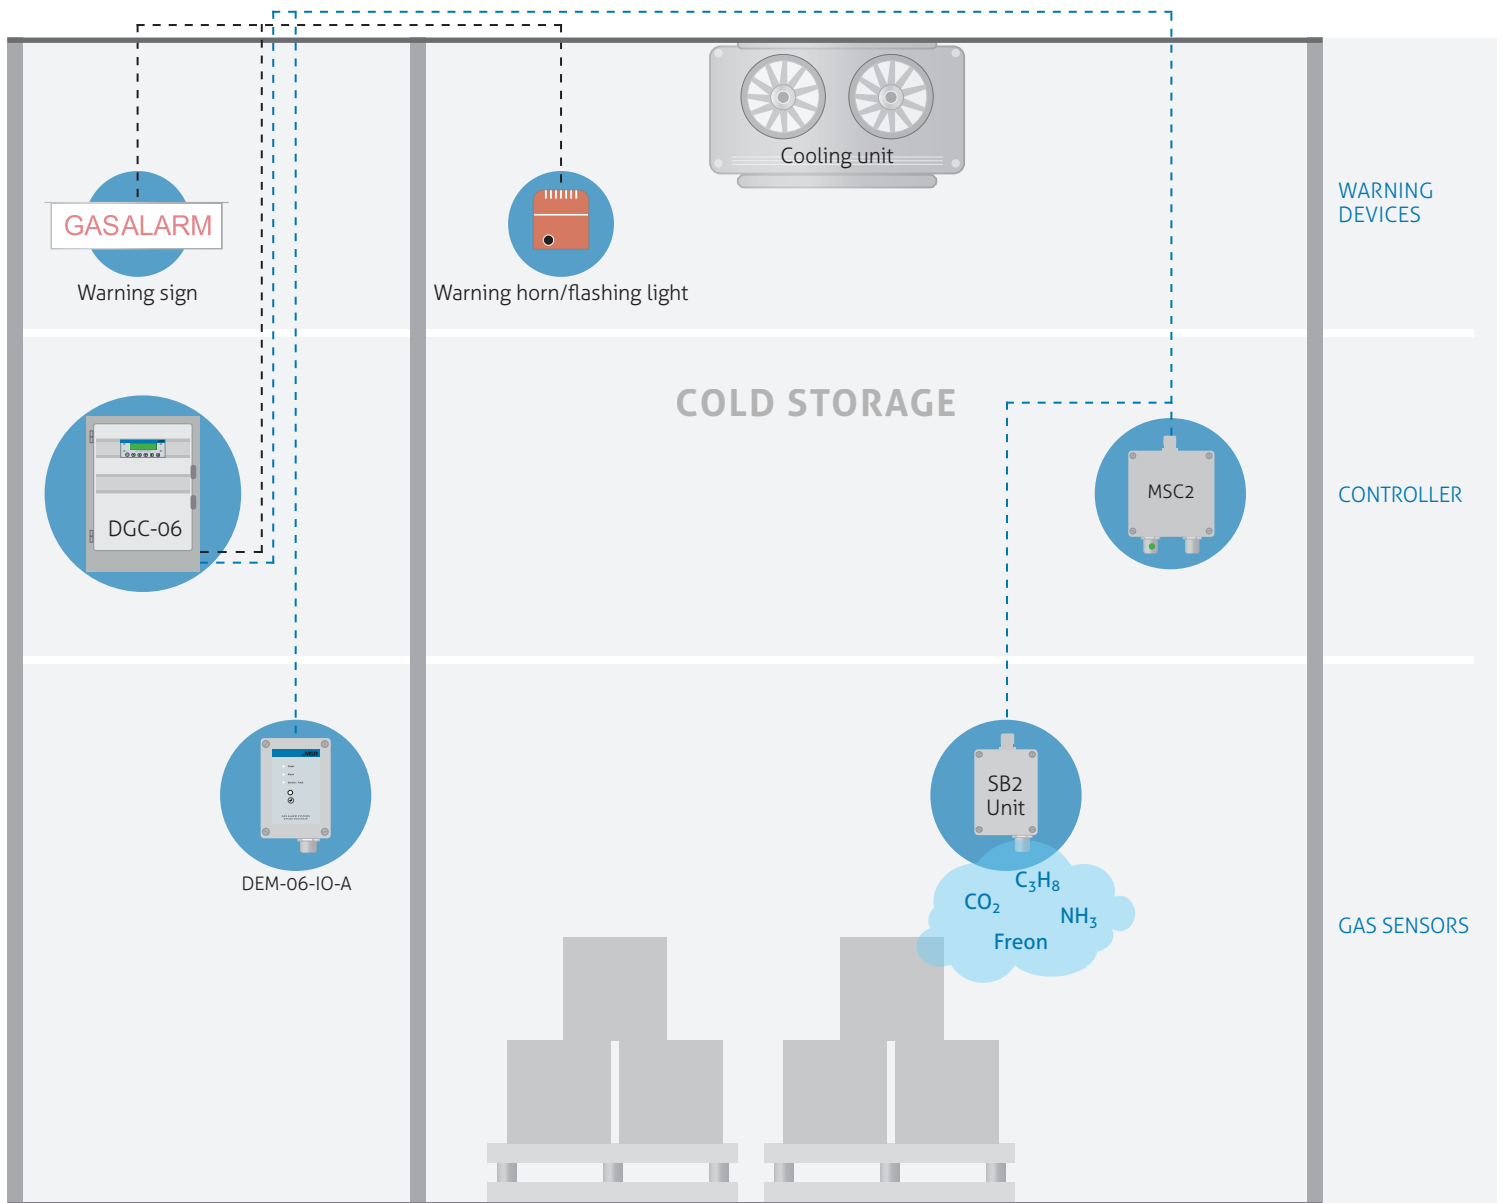 Cooling unit
WARNING
DEVICES
GASALARM
Warning sign
Warning horn/flashing light
COLD STORAGE
DGC-06
MSC2
CONTROLLER
MSR
SB2
Unit
DEM-06-IO-A
C₃H₈
CO₂
NH₃
Freon
GAS SENSORS